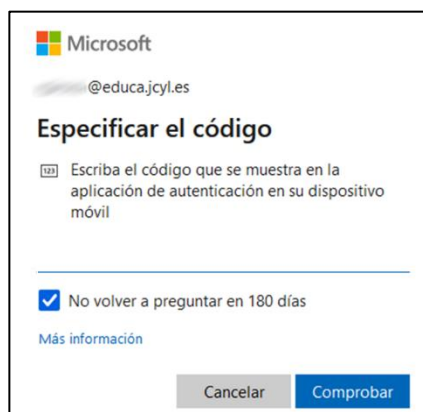 Microsoft
@educa.jcyl.es
Especificar el código
123
Escriba el código que se muestra en la
aplicación de autenticación en su dispositivo
móvil
No volver a preguntar en 180 días
Más información
Cancelar
Comprobar